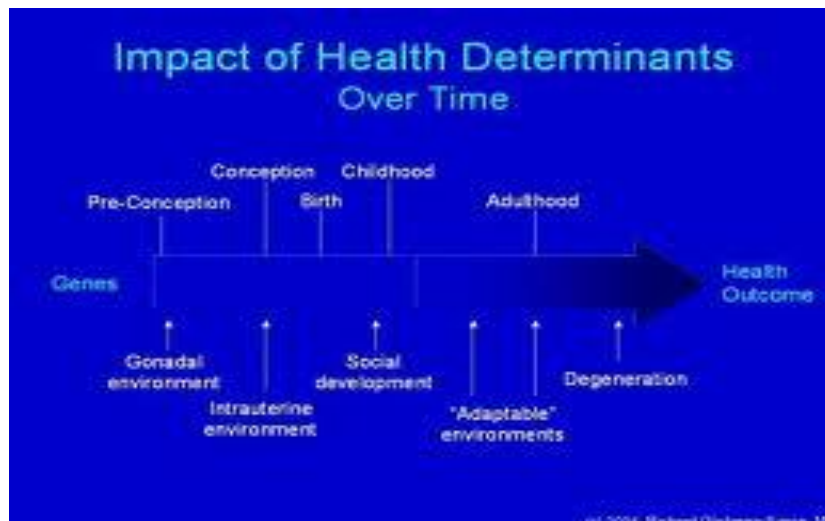 Impact of Health Determinants
Over Time
Conception Childhood
Pre-Conception Birth Adulthood
Genes
Health
Outcome
Gonadal
environment
Intrauterine
environment
Social
development
"Adaptable"
environments
Degeneration